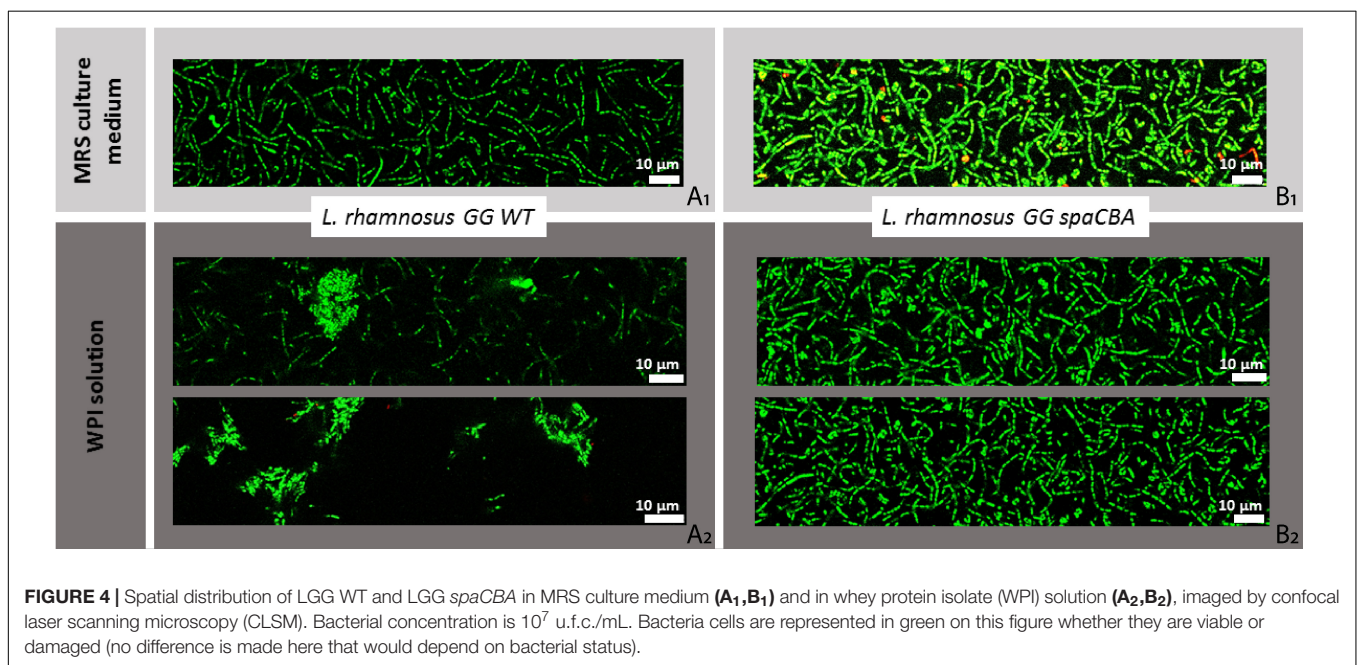 MRS culture
medium
10 µm
A1
10 µm
B1
L. rhamnosus GG WT
L. rhamnosus GG spaCBA
WPI solution
10 µm
10 µm
10 µm
A2
10 µm
B2
FIGURE 4 | Spatial distribution of LGG WT and LGG spaCBA in MRS culture medium (A1,B1) and in whey protein isolate (WPI) solution (A2,B2), imaged by confocal
laser scanning microscopy (CLSM). Bacterial concentration is 10⁷ u.f.c./mL. Bacteria cells are represented in green on this figure whether they are viable or
damaged (no difference is made here that would depend on bacterial status).